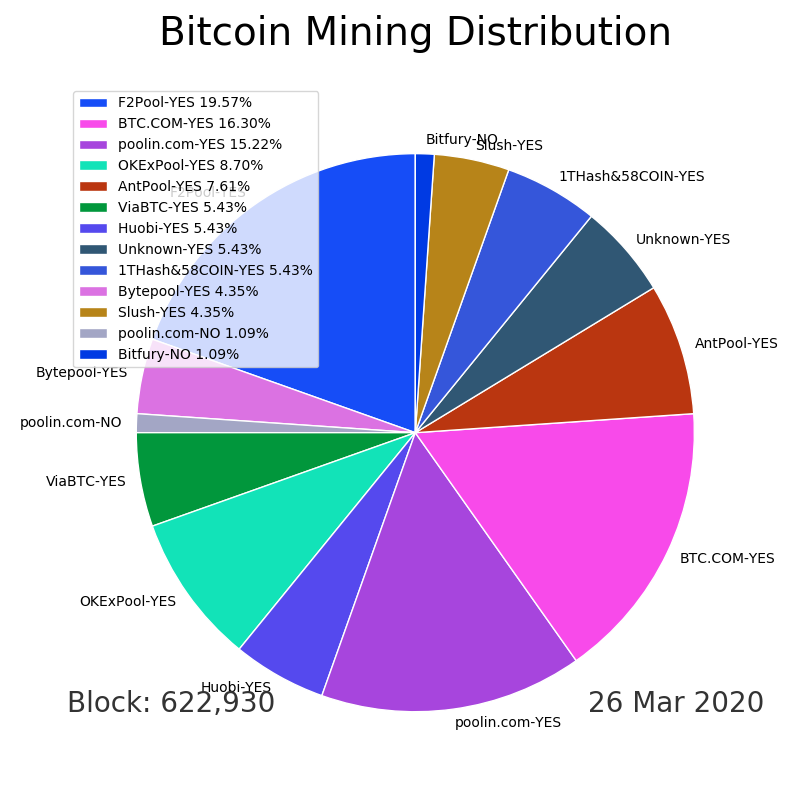 Bitcoin Mining Distribution
F2Pool-YES 19.57%
BTC.COM-YES 16.30%
poolin.com-YES 15.22%
OKExPool-YES 8.70%
AntPool-YES 7.61%
ViaBTC-YES 5.43%
Huobi-YES 5.43%
Unknown-YES 5.43%
1THash&58COIN-YES 5.43%
Bytepool-YES 4.35%
Slush-YES 4.35%
poolin.com-NO 1.09%
Bitfury-NO 1.09%
Bitfury-NO
Slush-YES
1THash&58COIN-YES
Unknown-YES
AntPool-YES
BTC.COM-YES
poolin.com-YES
Huobi-YES
OKExPool-YES
ViaBTC-YES
poolin.com-NO
Bytepool-YES
F2Pool-YES
Block: 622,930
26 Mar 2020